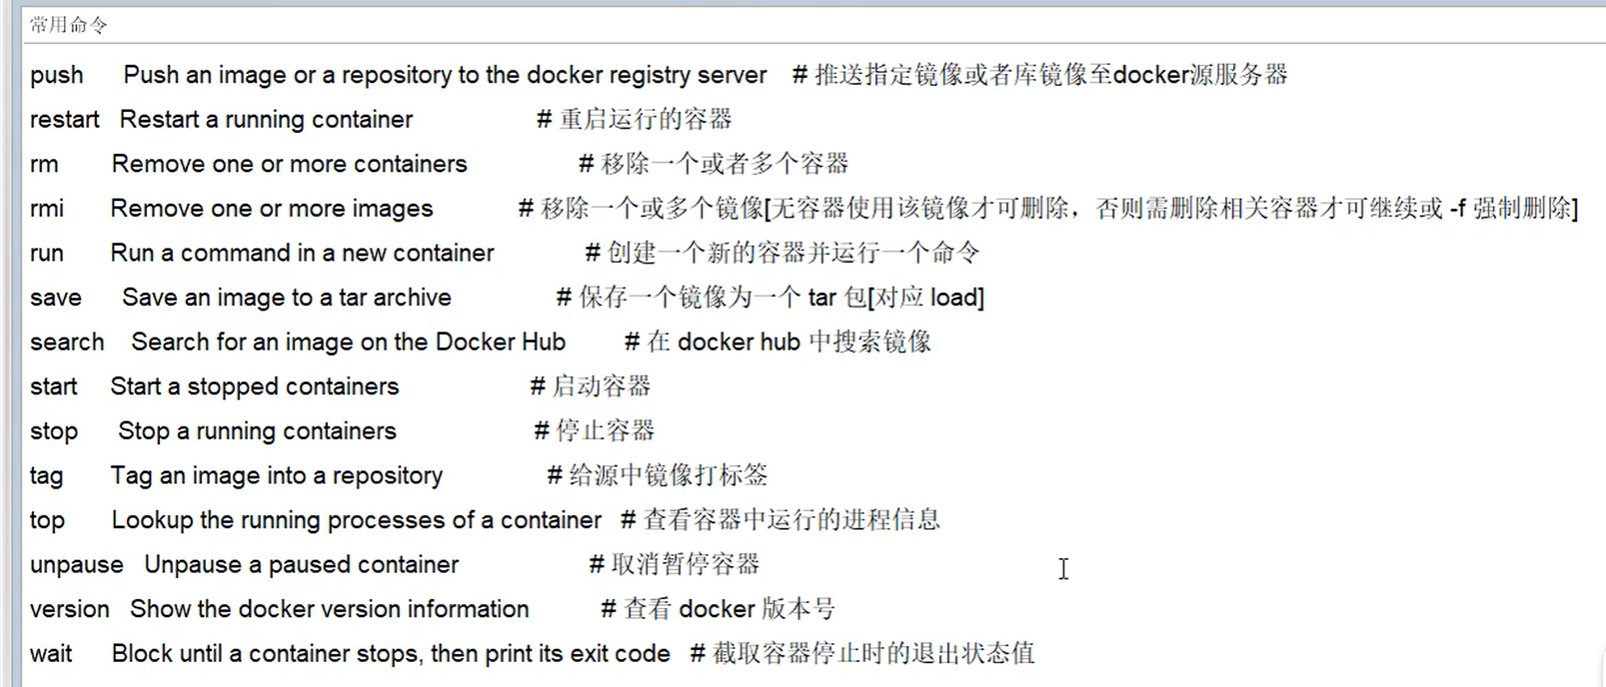 常用命令
push Push an image or a repository to the docker registry server # 推送指定镜像或者库镜像至docker源服务器
restart Restart a running container # 重启运行的容器
rm Remove one or more containers # 移除一个或者多个容器
rmi Remove one or more images # 移除一个或多个镜像[无容器使用该镜像才可删除，否则需删除相关容器才可继续或 -f 强制删除]
run Run a command in a new container # 创建一个新的容器并运行一个命令
save Save an image to a tar archive # 保存一个镜像为一个 tar 包[对应 load]
search Search for an image on the Docker Hub # 在 docker hub 中搜索镜像
start Start a stopped containers # 启动容器
stop Stop a running containers # 停止容器
tag Tag an image into a repository # 给源中镜像打标签
top Lookup the running processes of a container # 查看容器中运行的进程信息
unpause Unpause a paused container # 取消暂停容器
version Show the docker version information # 查看 docker 版本号
wait Block until a container stops, then print its exit code # 截取容器停止时的退出状态值